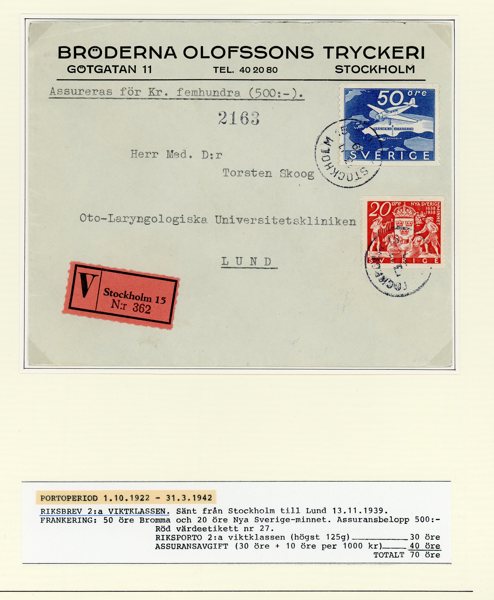 BRÖDERNA OLOFSSONS TRYCKERI
GÖTGATAN 11 TEL. 40 20 80 STOCKHOLM
Assureras för Kr. femhundra (500:-).
2163
50 öre
SVERIGE
STOCKHOLM 15
Herr Med. D:r
Torsten Skoog
Oto-Laryngologiska Universitetskliniken
LUND
20 öre NYA SVERIGE MINNET
1638
1938
SVERIGE
V Stockholm 15
N:r 362
PORTOPERIOD 1.10.1922 - 31.3.1942
RIKSBREV 2:a VIKTKLASSEN. Sänt från Stockholm till Lund 13.11.1939.
FRANKERING: 50 öre Bromma och 20 öre Nya Sverige-minnet. Assuransbelopp 500:-
Röd värdeetikett nr 27.
RIKSPORTO 2:a viktklassen (högst 125g) 30 öre
ASSURANSAVGIFT (30 öre + 10 öre per 1000 kr) 40 öre
TOTALT 70 öre